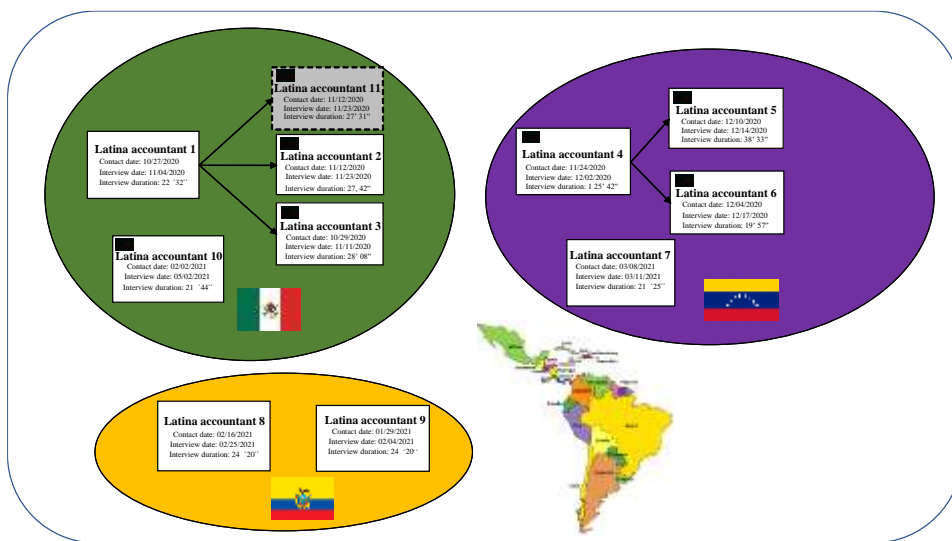 Latina accountant 11
Contact date: 11/12/2020
Interview date: 11/23/2020
Interview duration: 27' 31"
Latina accountant 1
Contact date: 10/27/2020
Interview date: 11/04/2020
Interview duration: 22 ´32¨
Latina accountant 2
Contact date: 11/12/2020
Interview date: 11/23/2020
Interview duration: 27, 42"
Latina accountant 3
Contact date: 10/29/2020
Interview date: 11/11/2020
Interview duration: 28' 08"
Latina accountant 10
Contact date: 02/02/2021
Interview date: 05/02/2021
Interview duration: 21 ´44¨
Latina accountant 5
Contact date: 12/10/2020
Interview date: 12/14/2020
Interview duration: 38' 33"
Latina accountant 4
Contact date: 11/24/2020
Interview date: 12/02/2020
Interview duration: 1 25' 42"
Latina accountant 6
Contact date: 12/04/2020
Interview date: 12/17/2020
Interview duration: 19' 57"
Latina accountant 7
Contact date: 03/08/2021
Interview date: 03/11/2021
Interview duration: 21 ´25¨
Latina accountant 8
Contact date: 02/16/2021
Interview date: 02/25/2021
Interview duration: 24 ´20¨
Latina accountant 9
Contact date: 01/29/2021
Interview date: 02/04/2021
Interview duration: 24 ´20¨